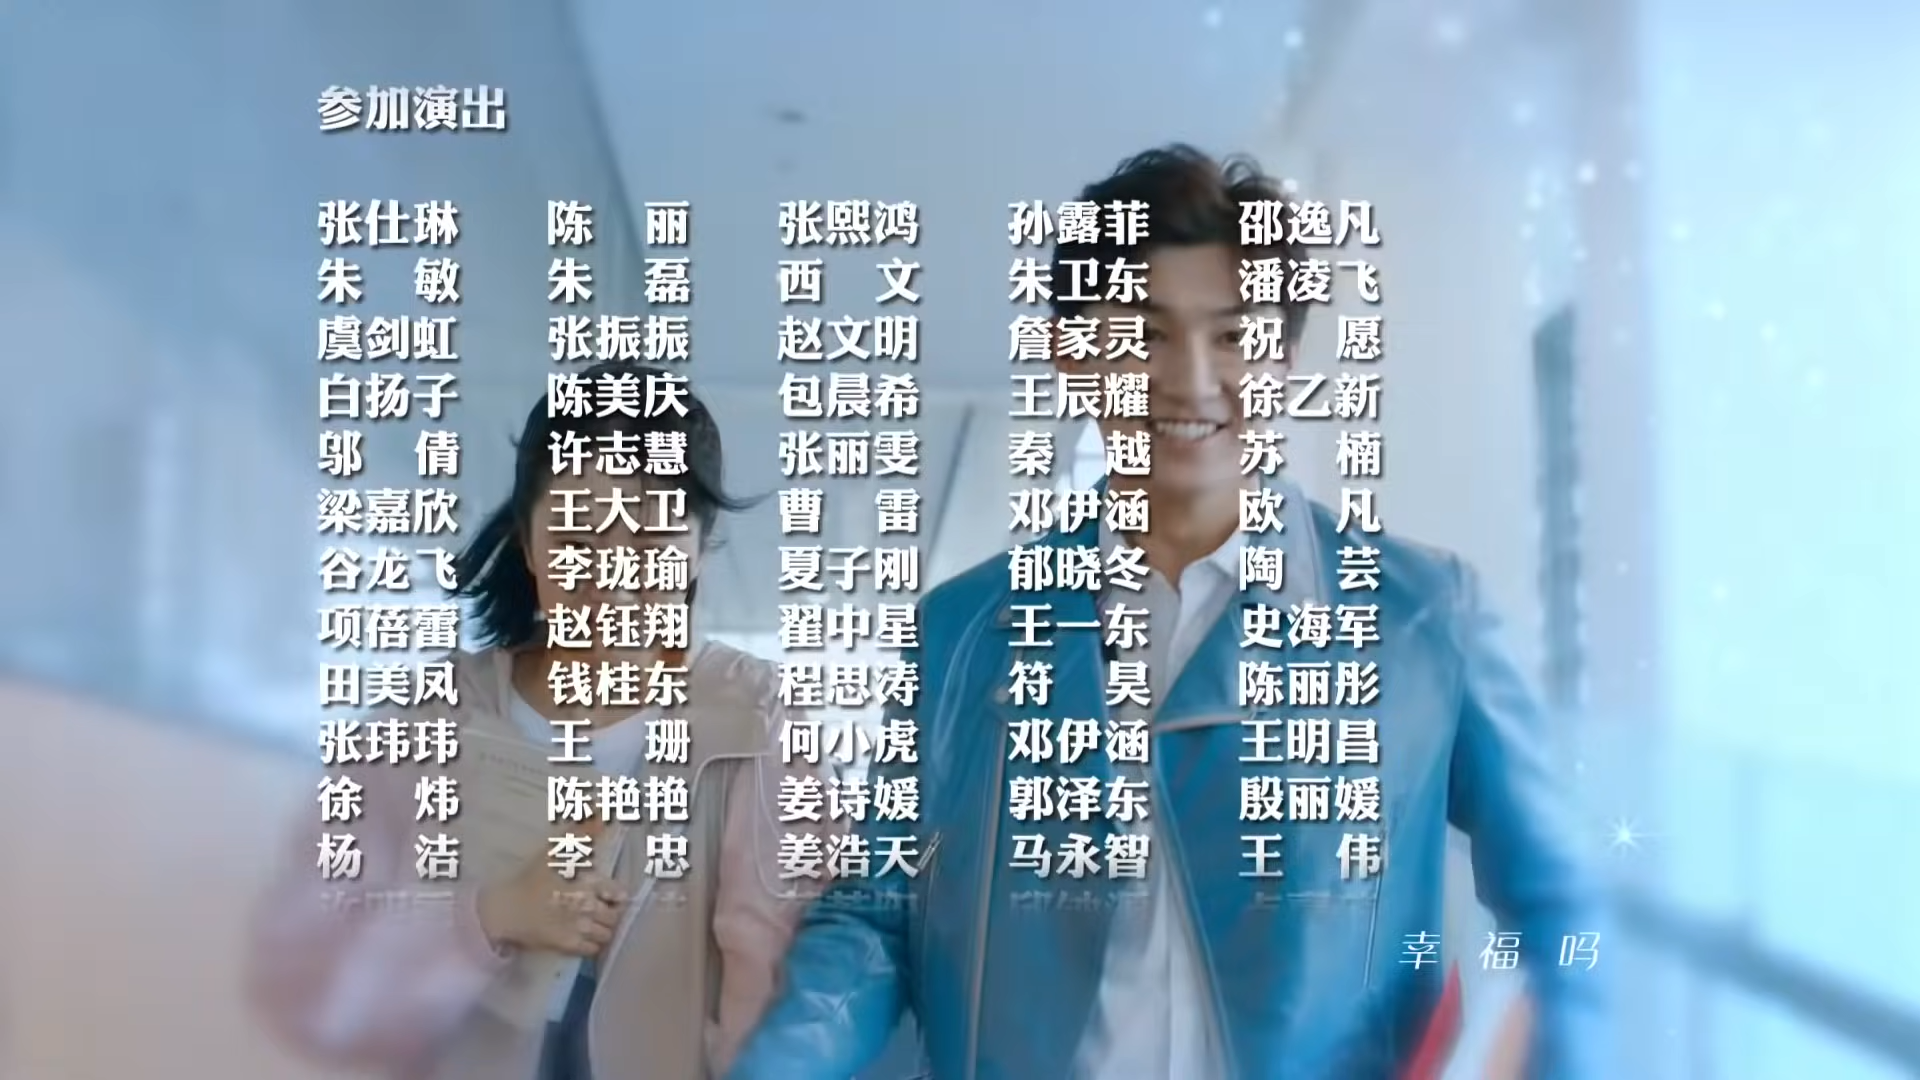 参加演出
张仕琳 陈 丽 张熙鸿 孙露菲 邵逸凡
朱 敏 朱 磊 西 文 朱卫东 潘凌飞
虞剑虹 张振振 赵文明 詹家灵 祝 愿
白扬子 陈美庆 包晨希 王辰耀 徐乙新
邬 倩 许志慧 张丽雯 秦 越 苏 楠
梁嘉欣 王大卫 曹 雷 邓伊涵 欧 凡
谷龙飞 李珑瑜 夏子刚 郁晓冬 陶 芸
项蓓蕾 赵钰翔 翟中星 王一东 史海军
田美凤 钱桂东 程思涛 符 昊 陈丽彤
张玮玮 王 珊 何小虎 邓伊涵 王明昌
徐 炜 陈艳艳 姜诗媛 郭泽东 殷丽媛
杨 洁 李 忠 姜浩天 马永智 王 伟
幸福吗